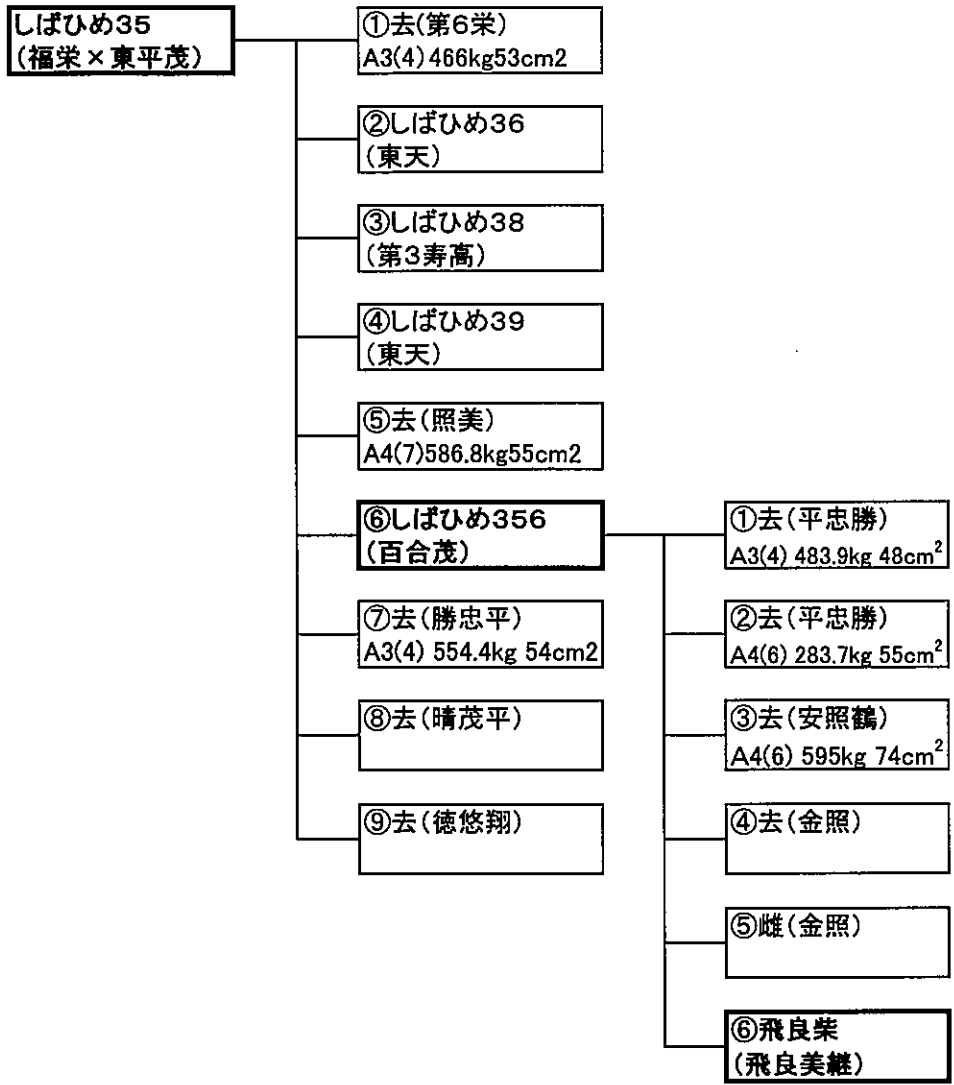 しばひめ35
(福栄×東平茂)
①去(第6栄)
A3(4) 466kg53cm2
②しばひめ36
(東天)
③しばひめ38
(第3寿高)
④しばひめ39
(東天)
⑤去(照美)
A4(7)586.8kg55cm2
⑥しばひめ356
(百合茂)
⑦去(勝忠平)
A3(4) 554.4kg 54cm2
⑧去(晴茂平)
⑨去(徳悠翔)
①去(平忠勝)
A3(4) 483.9kg 48cm²
②去(平忠勝)
A4(6) 283.7kg 55cm²
③去(安照鶴)
A4(6) 595kg 74cm²
④去(金照)
⑤雌(金照)
⑥飛良柴
(飛良美継)